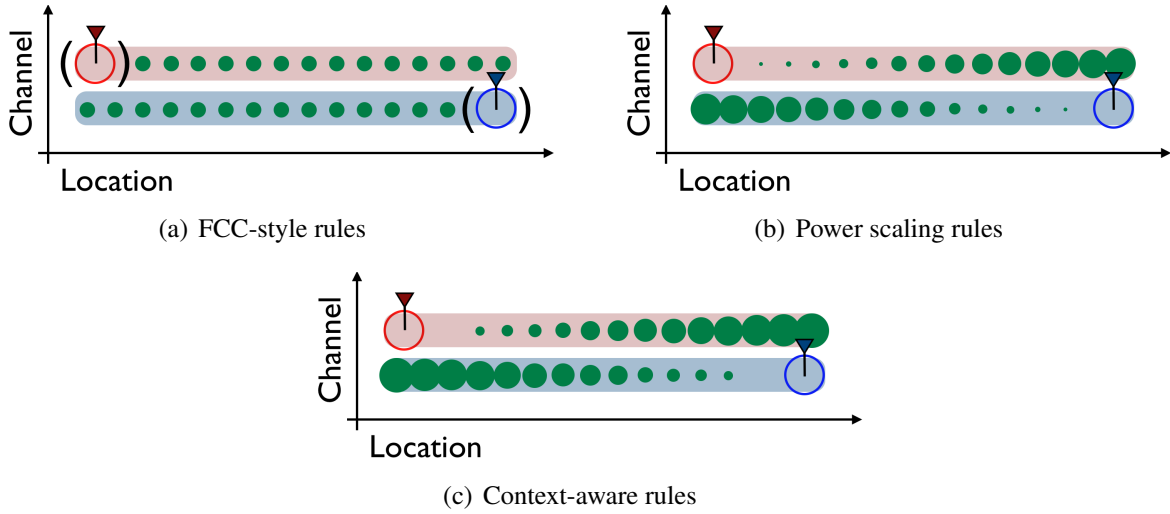 Channel
( )
( )
Location
(a) FCC-style rules
Channel
Location
(b) Power scaling rules
Channel
Location
(c) Context-aware rules